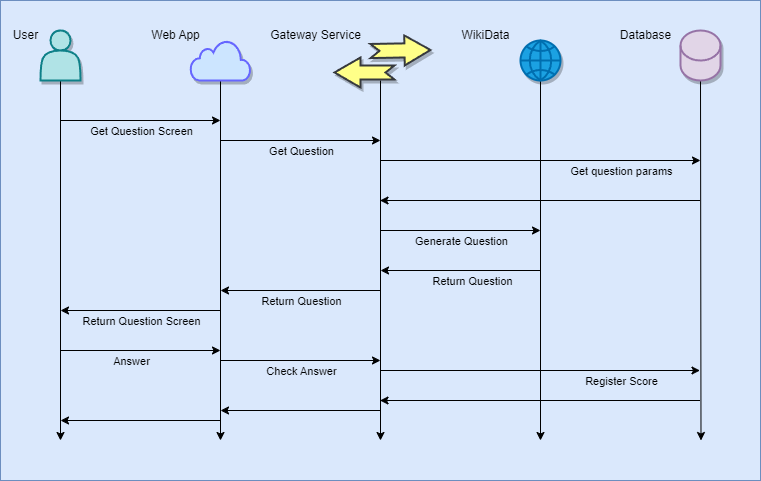 User
Web App
Gateway Service
WikiData
Database
Get Question Screen
Get Question
Get question params
Generate Question
Return Question
Return Question
Return Question Screen
Answer
Check Answer
Register Score